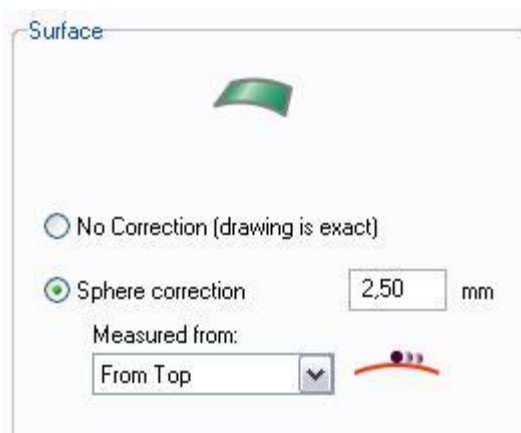 Surface
No Correction (drawing is exact)
Sphere correction 2,50 mm
Measured from:
From Top